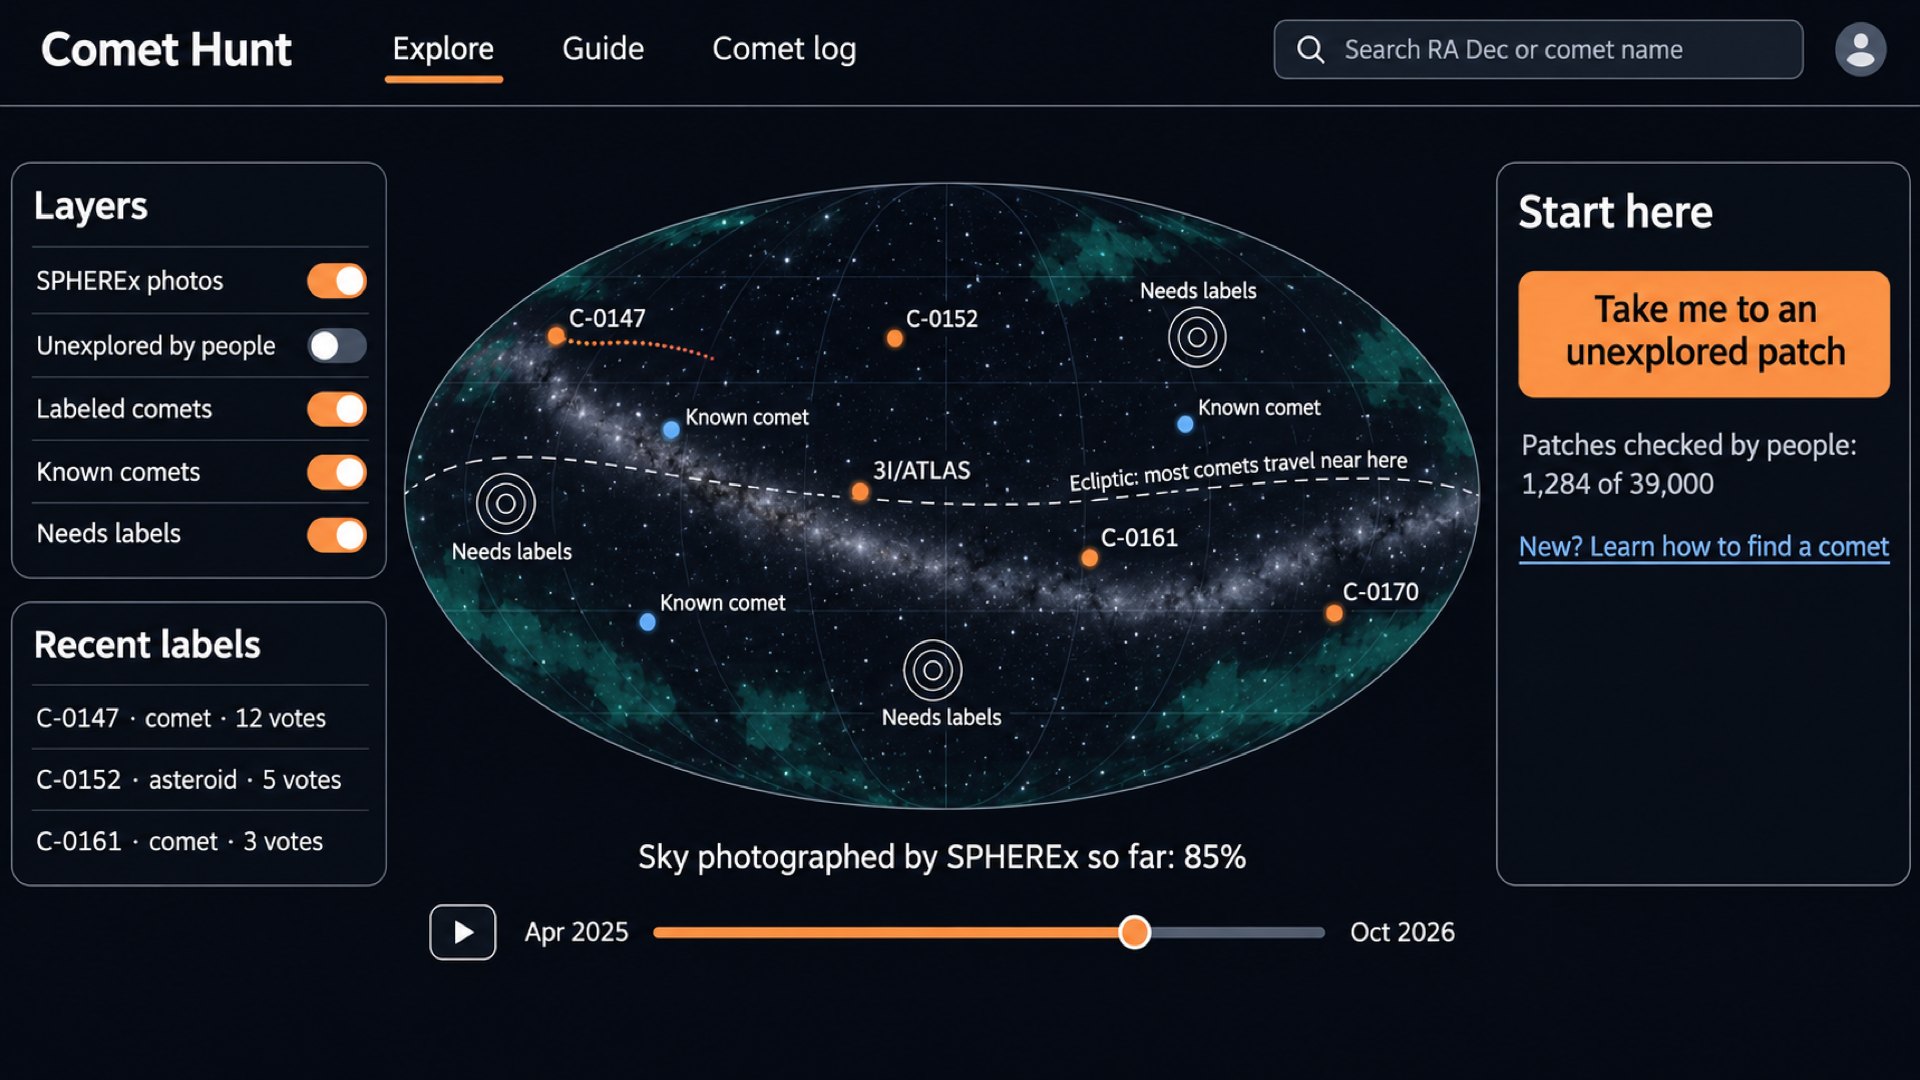 Comet Hunt
Explore
Guide
Comet log
Search RA Dec or comet name
Layers
SPHEREx photos
Unexplored by people
Labeled comets
Known comets
Needs labels
Recent labels
C-0147 · comet · 12 votes
C-0152 · asteroid · 5 votes
C-0161 · comet · 3 votes
Needs labels
C-0147
C-0152
Known comet
Known comet
3I/ATLAS
Ecliptic: most comets travel near here
Needs labels
C-0161
C-0170
Known comet
Needs labels
Sky photographed by SPHEREx so far: 85%
Apr 2025
Oct 2026
Start here
Take me to an
unexplored patch
Patches checked by people:
1,284 of 39,000
New? Learn how to find a comet